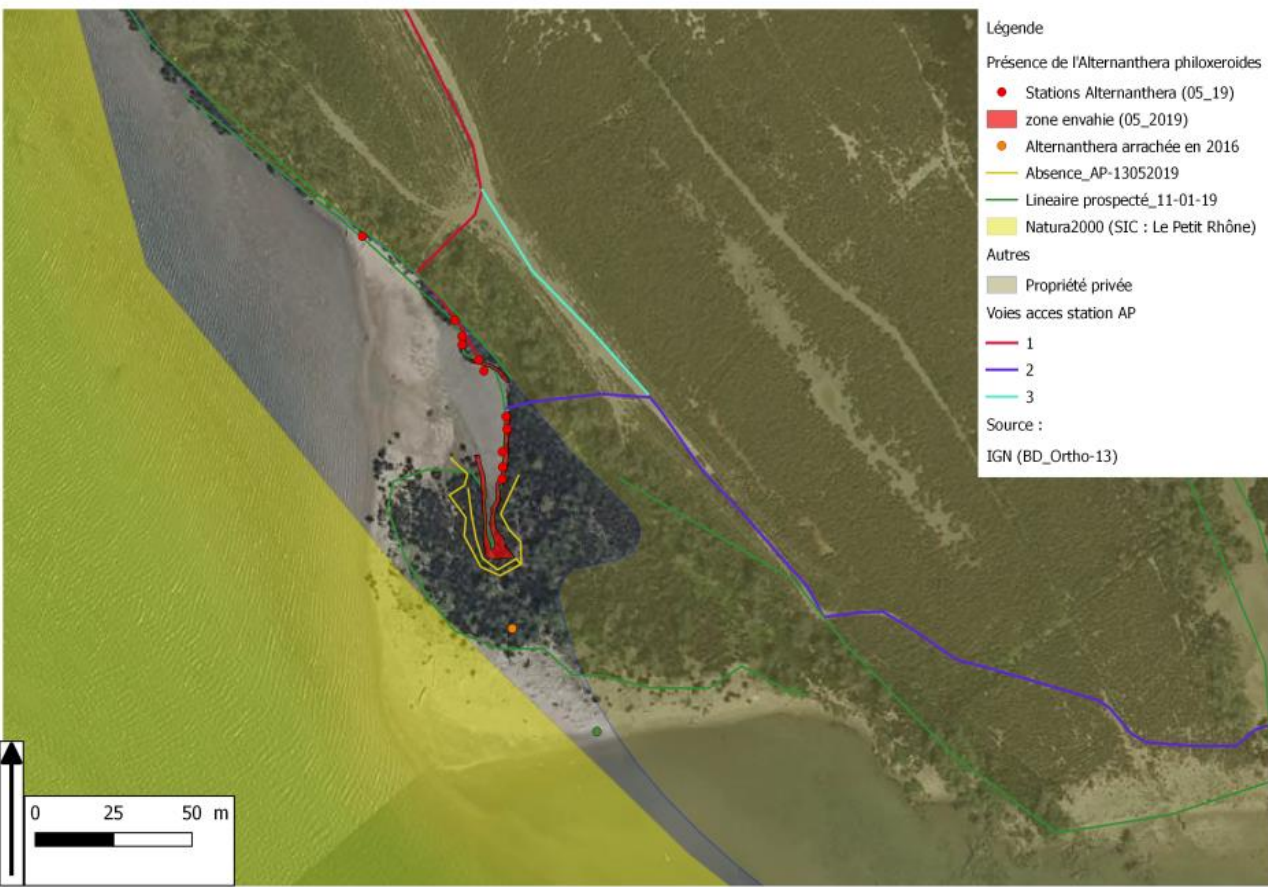 Légende
Présence de l'Alternanthera philoxeroides
Stations Alternanthera (05_19)
zone envahie (05_2019)
Alternanthera arrachée en 2016
Absence_AP-13052019
Lineaire prospecté_11-01-19
Natura2000 (SIC : Le Petit Rhône)
Autres
Propriété privée
Voies acces station AP
1
2
3
Source :
IGN (BD_Ortho-13)
0 25 50 m